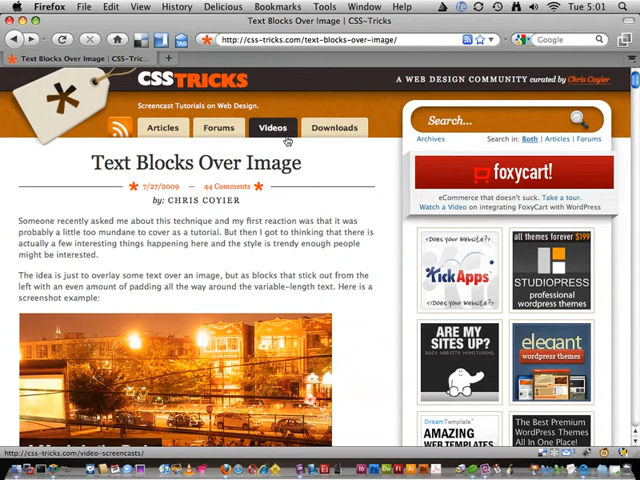 Firefox File Edit View History Delicious Bookmarks Tools Window Help Tue 5:01
Text Blocks Over Image | CSS-Tricks
http://css-tricks.com/text-blocks-over-image/
Google
Text Blocks Over Image | CSS-Tric...
CSS TRICKS
A WEB DESIGN COMMUNITY curated by Chris Coyier
Screencast Tutorials on Web Design.
Articles Forums Videos Downloads
Search...
Archives Search in: Both | Articles | Forums
Text Blocks Over Image
7/27/2009 44 Comments
by: CHRIS COYIER
Someone recently asked me about this technique and my first reaction was that it was
probably a little too mundane to cover as a tutorial. But then I got to thinking that there is
actually a few interesting things happening here and the style is trendy enough people
might be interested.
The idea is just to overlay some text over an image, but as blocks that stick out from the
left with an even amount of padding all the way around the variable-length text. Here is a
screenshot example:
foxycart!
eCommerce that doesn't suck. Take a tour.
Watch a Video on integrating FoxyCart with WordPress
¿Does your Website?
KickApps
all themes forever $199
STUDIOPRESS
professional
wordpress themes
ARE MY
SITES UP?
EASY WEBSITE MONITORING
elegant
wordpress themes
DreamTemplate
AMAZING
WEB TEMPLATES
The Best Premium
WordPress Themes
All In One Place!
http://css-tricks.com/video-screencasts/